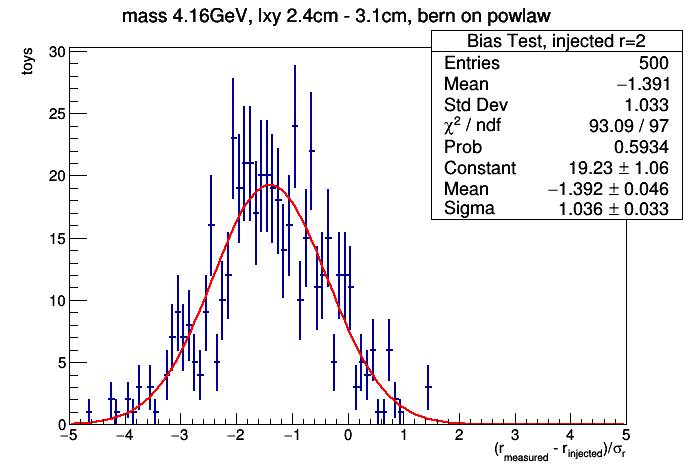 mass 4.16GeV, lxy 2.4cm - 3.1cm, bern on powlaw
toys
Bias Test, injected r=2
Entries 500
Mean −1.391
Std Dev 1.033
χ² / ndf 93.09 / 97
Prob 0.5934
Constant 19.23 ± 1.06
Mean −1.392 ± 0.046
Sigma 1.036 ± 0.033
30
25
20
15
10
5
0
−5 −4 −3 −2 −1 0 1 2 3 4 5
(r_measured - r_injected)/σ_r